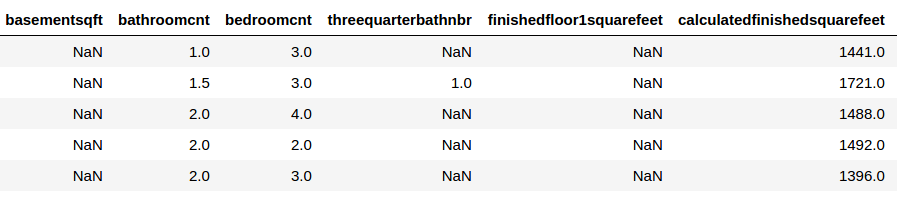 basementsqft bathroomcnt bedroomcnt threequarterbathnbr finishedfloor1squarefeet calculatedfinishedsquarefeet
NaN 1.0 3.0 NaN NaN 1441.0
NaN 1.5 3.0 1.0 NaN 1721.0
NaN 2.0 4.0 NaN NaN 1488.0
NaN 2.0 2.0 NaN NaN 1492.0
NaN 2.0 3.0 NaN NaN 1396.0